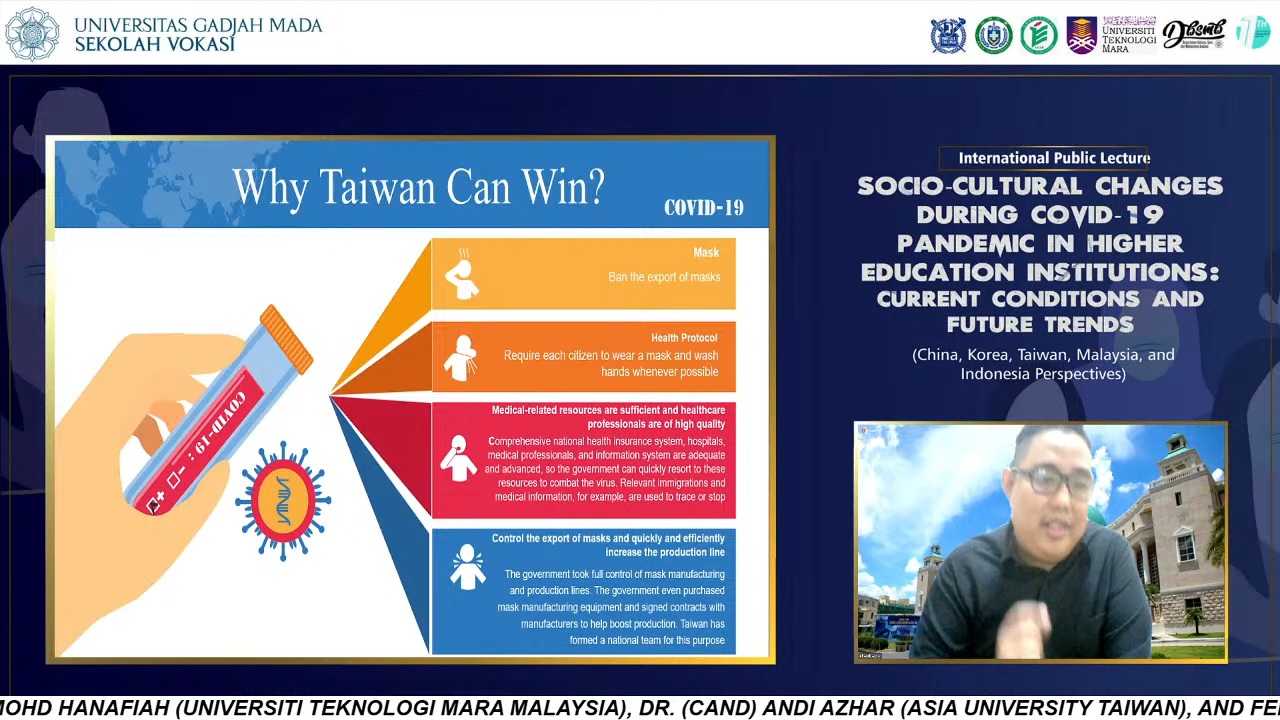 UNIVERSITAS GADJAH MADA
SEKOLAH VOKASI
UNIVERSITI
TEKNOLOGI
MARA
DBSMB
Why Taiwan Can Win?
COVID-19
Mask
Ban the export of masks
Health Protocol
Require each citizen to wear a mask and wash
hands whenever possible
Medical-related resources are sufficient and healthcare
professionals are of high quality
Comprehensive national health insurance system, hospitals,
medical professionals, and information system are adequate
and advanced, so the government can quickly resort to these
resources to combat the virus. Relevant immigrations and
medical information, for example, are used to trace or stop
Control the export of masks and quickly and efficiently
increase the production line
The government took full control of mask manufacturing
and production lines. The government even purchased
mask manufacturing equipment and signed contracts with
manufacturers to help boost production. Taiwan has
formed a national team for this purpose
COVID-19:
International Public Lecture
SOCIO-CULTURAL CHANGES
DURING COVID-19
PANDEMIC IN HIGHER
EDUCATION INSTITUTIONS:
CURRENT CONDITIONS AND
FUTURE TRENDS
(China, Korea, Taiwan, Malaysia, and
Indonesia Perspectives)
MOHD HANAFIAH (UNIVERSITI TEKNOLOGI MARA MALAYSIA), DR. (CAND) ANDI AZHAR (ASIA UNIVERSITY TAIWAN), AND